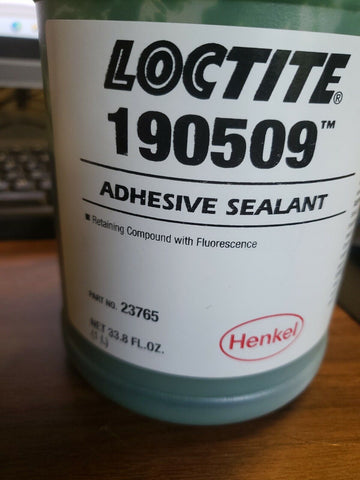 LOCTITE®
190509™
ADHESIVE SEALANT
■ Retaining Compound with Fluorescence
PART NO. 23765
NET 33.8 FL.OZ.
(1 L)
Henkel